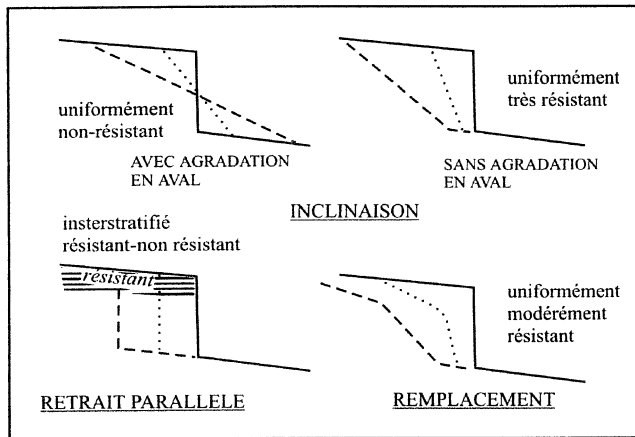 uniformément
non-résistant
AVEC AGRADATION
EN AVAL
uniformément
très résistant
SANS AGRADATION
EN AVAL
INCLINAISON
insterstratifié
résistant-non résistant
résistant
RETRAIT PARALLELE
uniformément
modérément
résistant
REMPLACEMENT